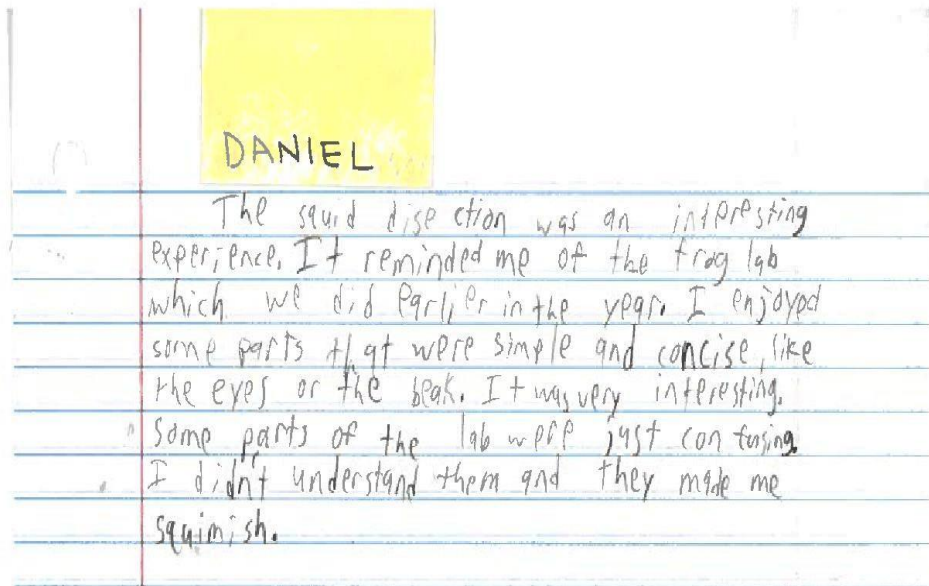 DANIEL
The squid disection was an interesting
experience. It reminded me of the frog lab
which we did earlier in the year. I enjoyed
some parts that were simple and concise, like
the eyes or the beak. It was very interesting.
Some parts of the lab were just confusing.
I didn't understand them and they made me
squimish.